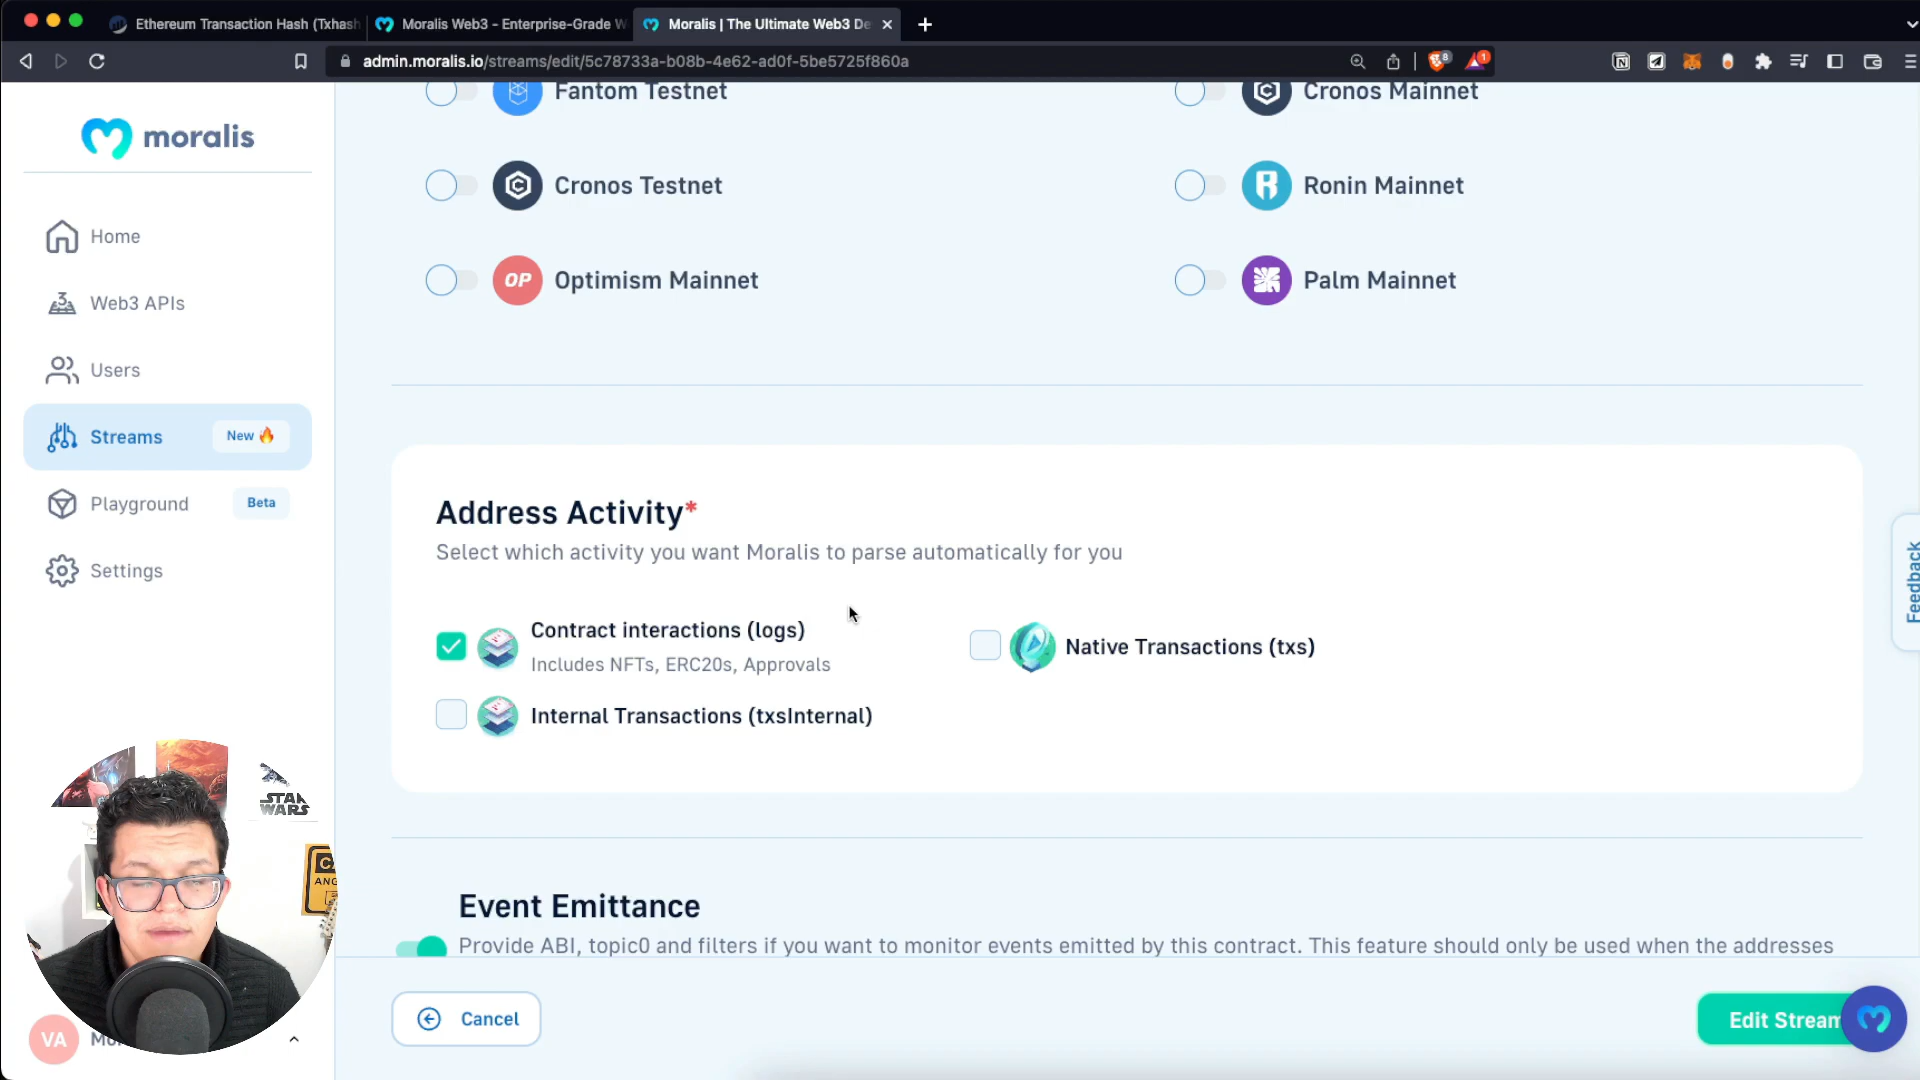 Ethereum Transaction Hash (Txhash
Moralis Web3 - Enterprise-Grade W
Moralis | The Ultimate Web3 De
admin.moralis.io/streams/edit/5c78733a-b08b-4e62-ad0f-5be5725f860a
8
1
moralis
Home
Web3 APIs
Users
Streams
New
Playground
Beta
Settings
Fantom Testnet
Cronos Mainnet
Cronos Testnet
Ronin Mainnet
OP
Optimism Mainnet
Palm Mainnet
Address Activity*
Select which activity you want Moralis to parse automatically for you
Contract interactions (logs)
Includes NFTs, ERC20s, Approvals
Native Transactions (txs)
Internal Transactions (txsInternal)
Event Emittance
Provide ABI, topic0 and filters if you want to monitor events emitted by this contract. This feature should only be used when the addresses
Cancel
Edit Stream
Feedback
STAR
WARS
ANG
VA